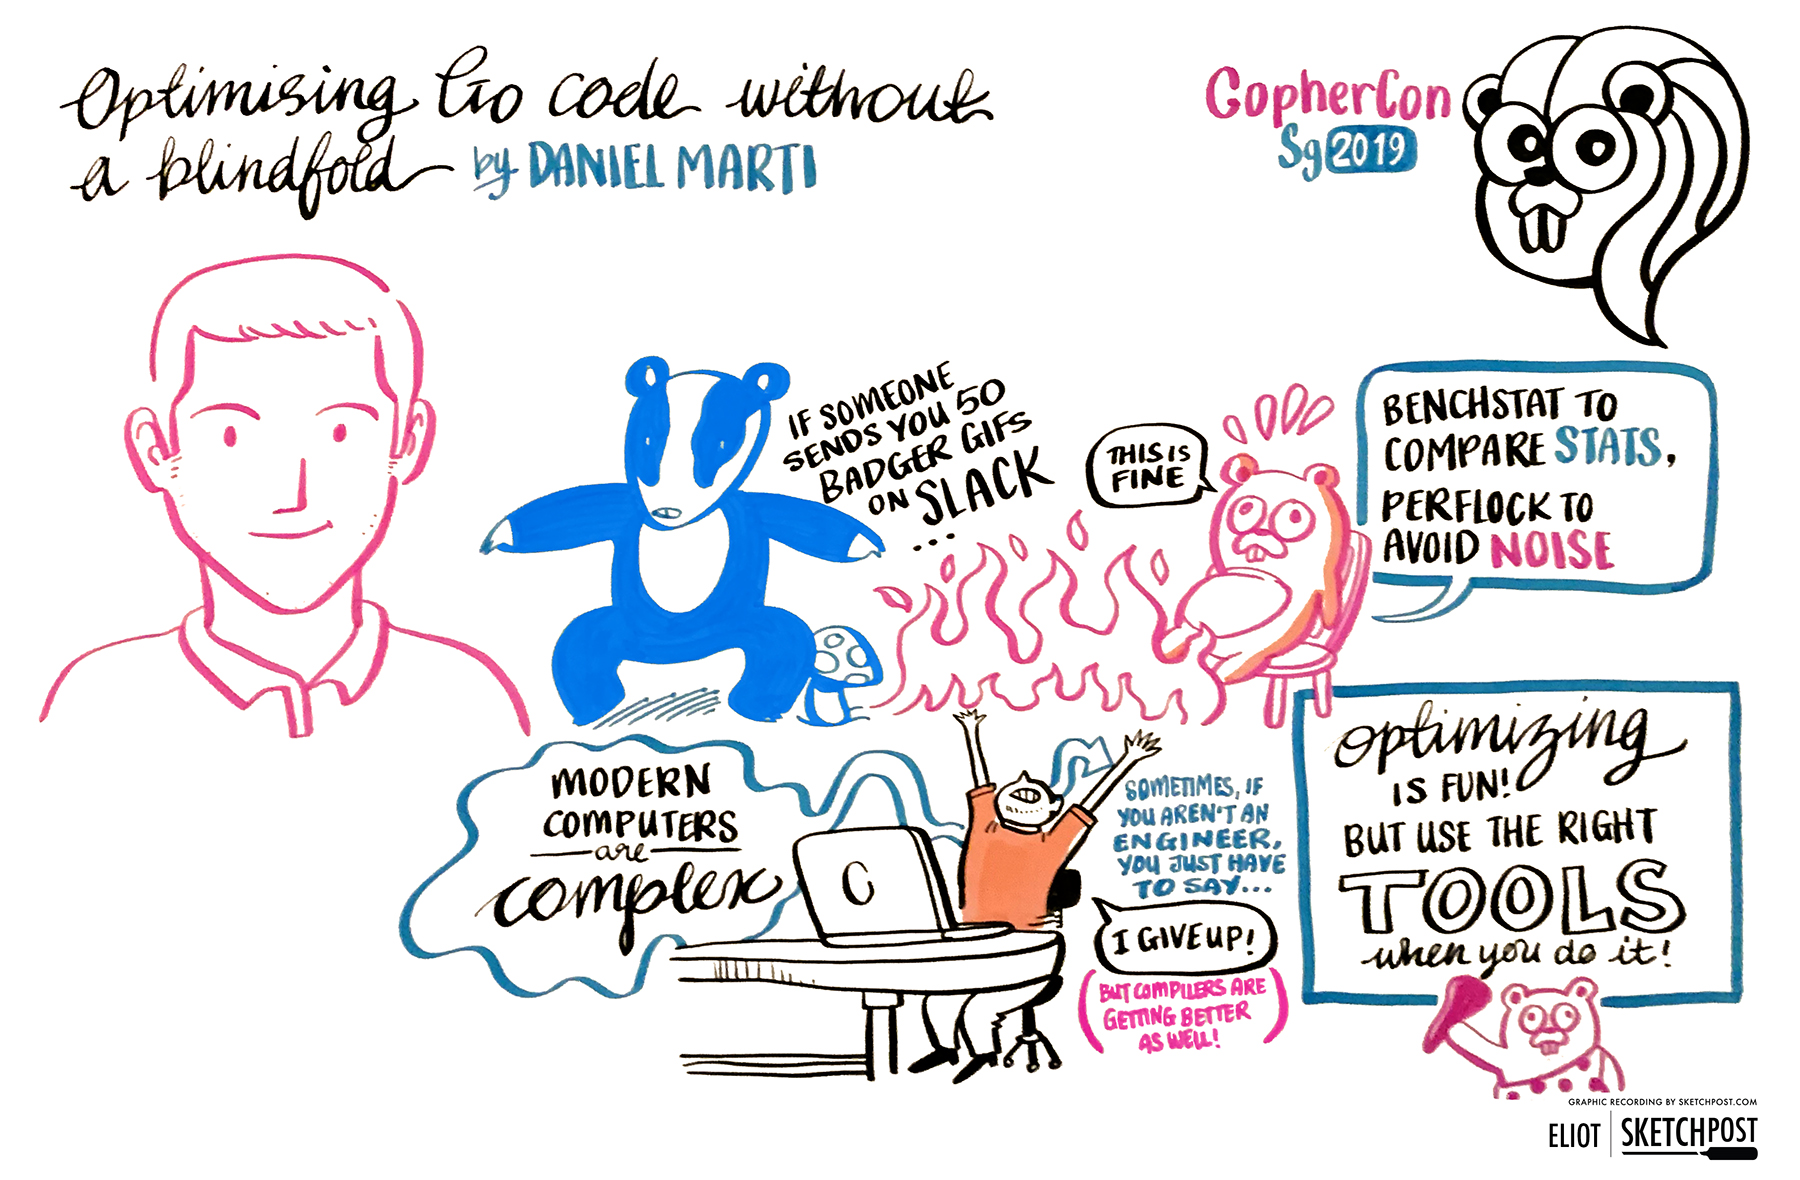 Optimising Go code without
a blindfold by DANIEL MARTI
GopherCon
Sg 2019
IF SOMEONE
SENDS YOU 50
BADGER GIFS
ON SLACK
...
THIS IS
FINE
BENCHSTAT TO
COMPARE STATS,
PERFLOCK TO
AVOID NOISE
MODERN
COMPUTERS
are
complex
C
SOMETIMES, IF
YOU AREN'T AN
ENGINEER,
YOU JUST HAVE
TO SAY...
I GIVE UP!
(BUT COMPILERS ARE
GETTING BETTER
AS WELL!)
optimizing
IS FUN!
BUT USE THE RIGHT
TOOLS
when you do it!
GRAPHIC RECORDING BY SKETCHPOST.COM
ELIOT | SKETCHPOST